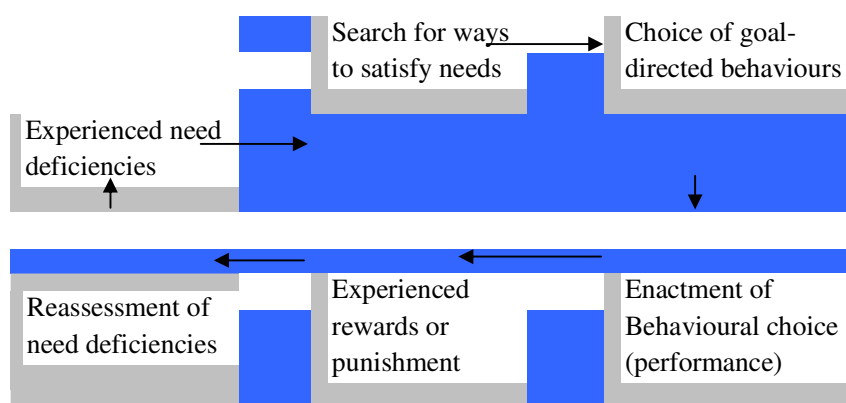 Search for ways
to satisfy needs
Choice of goal-
directed behaviours
Experienced need
deficiencies
Reassessment of
need deficiencies
Experienced
rewards or
punishment
Enactment of
Behavioural choice
(performance)